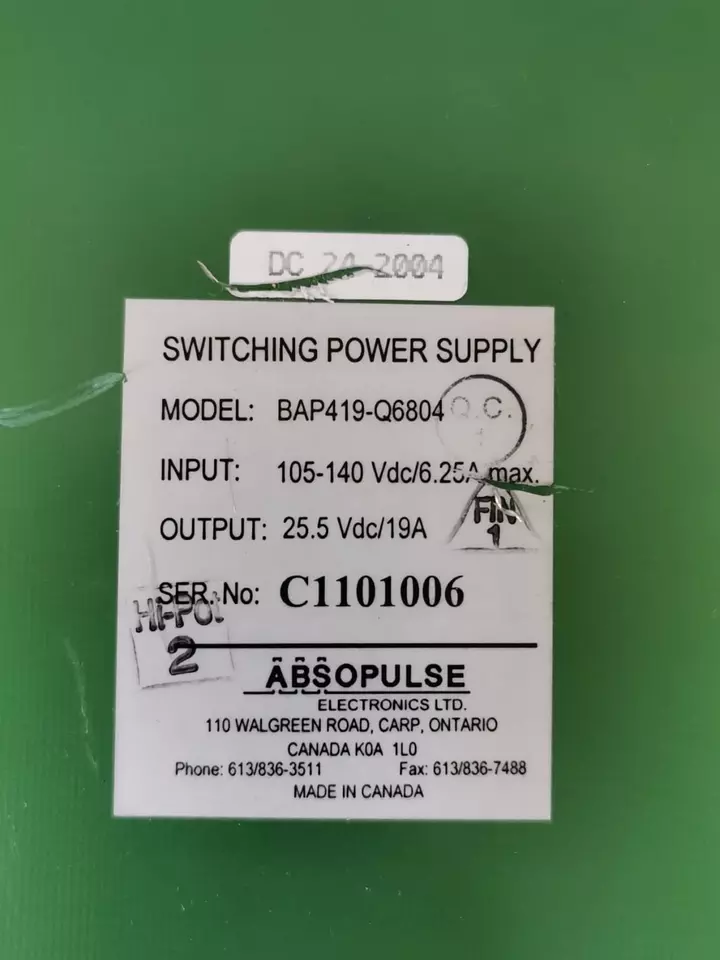 DC 24 2004
SWITCHING POWER SUPPLY
MODEL: BAP419-Q6804
Q.C.
1
INPUT: 105-140 Vdc/6.25A max.
FIN
1
OUTPUT: 25.5 Vdc/19A
SER. No: C1101006
HI-POT
2
ABSOPULSE
ELECTRONICS LTD.
110 WALGREEN ROAD, CARP, ONTARIO
CANADA K0A 1L0
Phone: 613/836-3511 Fax: 613/836-7488
MADE IN CANADA